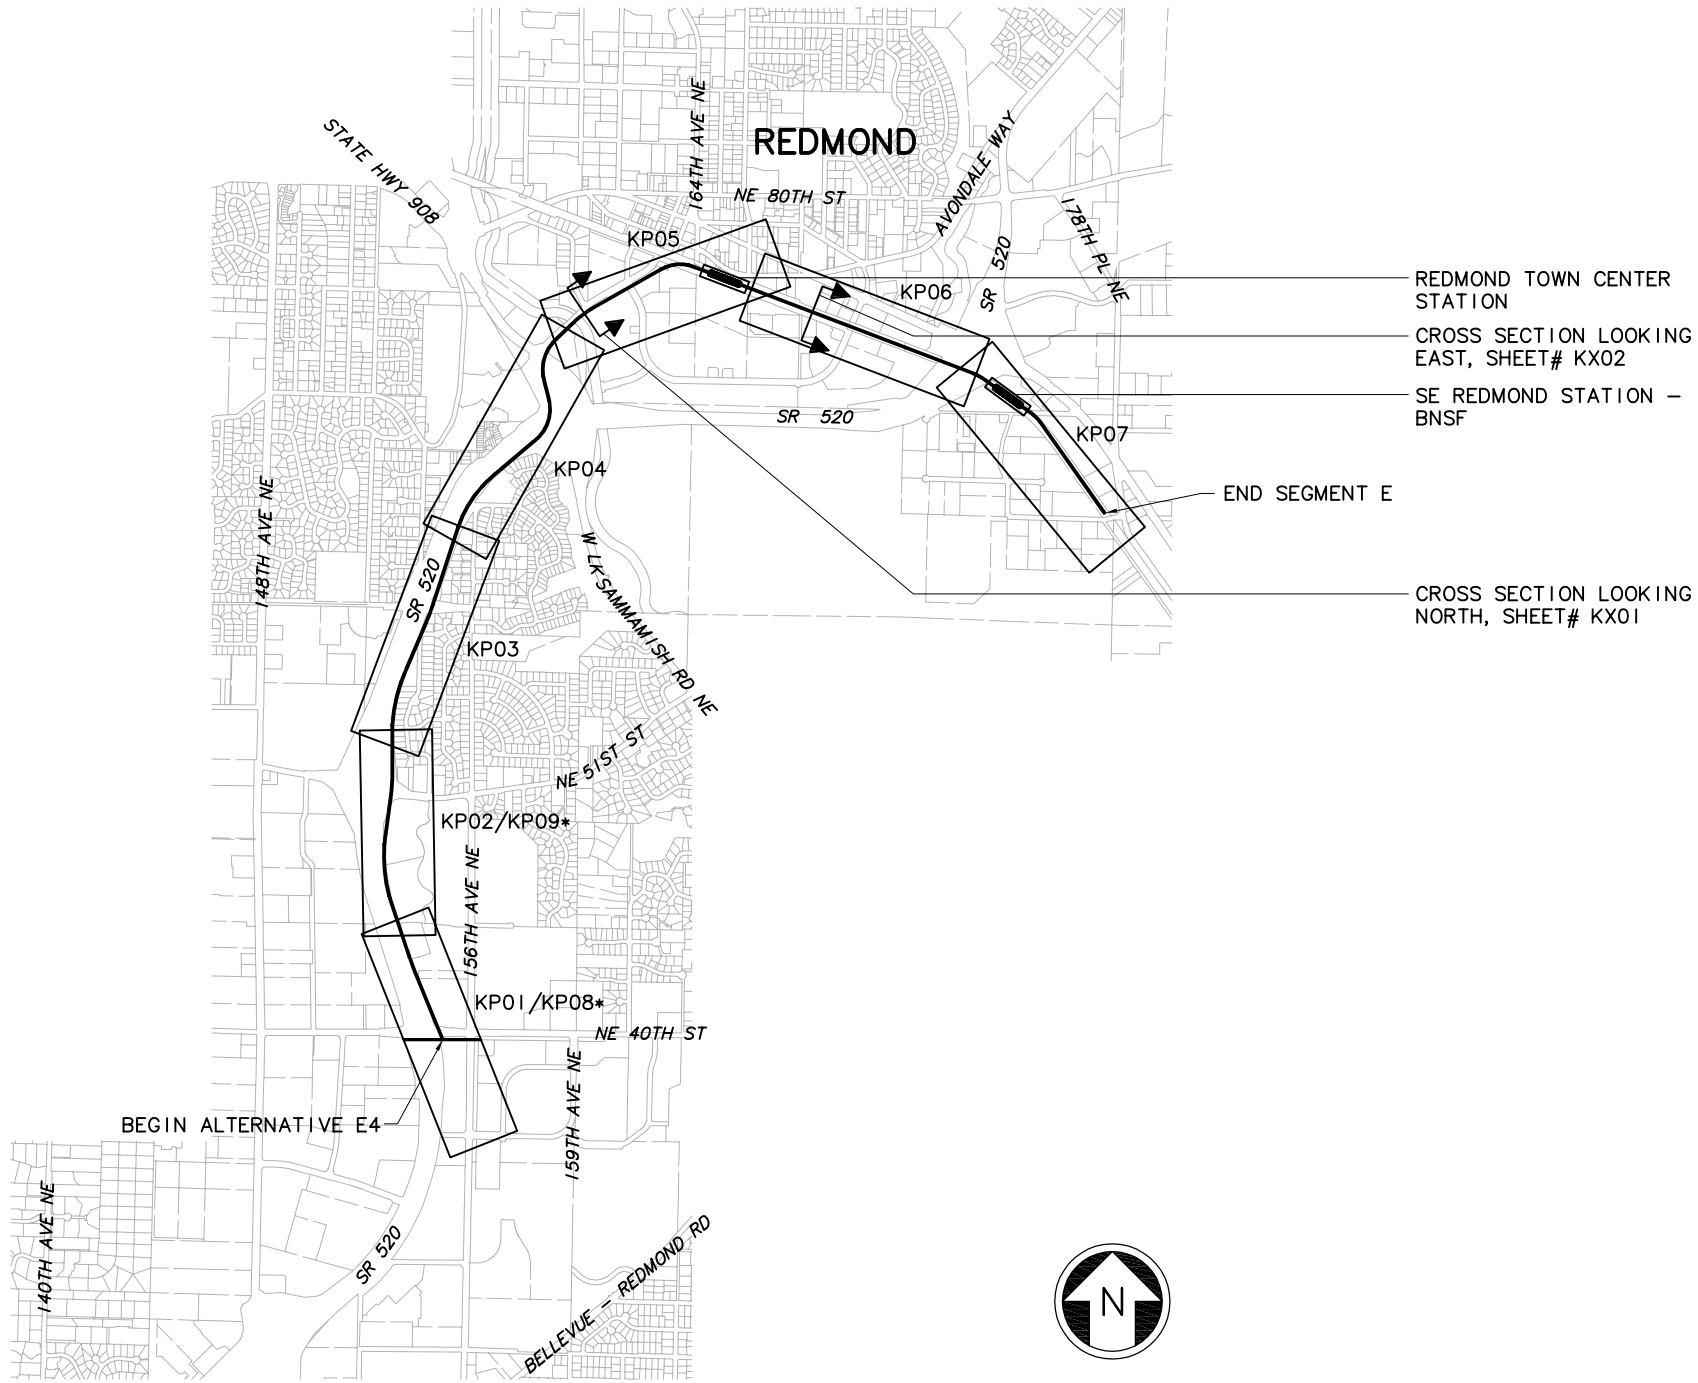 164TH AVE NE
STATE HWY 908
REDMOND
AVONDALE WAY
NE 80TH ST
178TH PL NE
KP05
SR 520
REDMOND TOWN CENTER
STATION
KP06
CROSS SECTION LOOKING
EAST, SHEET# KX02
SE REDMOND STATION –
BNSF
SR 520
KP07
KP04
END SEGMENT E
148TH AVE NE
W LK SAMMAMISH RD NE
SR 520
CROSS SECTION LOOKING
NORTH, SHEET# KX01
KP03
NE 51ST ST
KP02/KP09*
156TH AVE NE
KP01/KP08*
NE 40TH ST
BEGIN ALTERNATIVE E4
159TH AVE NE
140TH AVE NE
SR 520
BELLEVUE – REDMOND RD
N